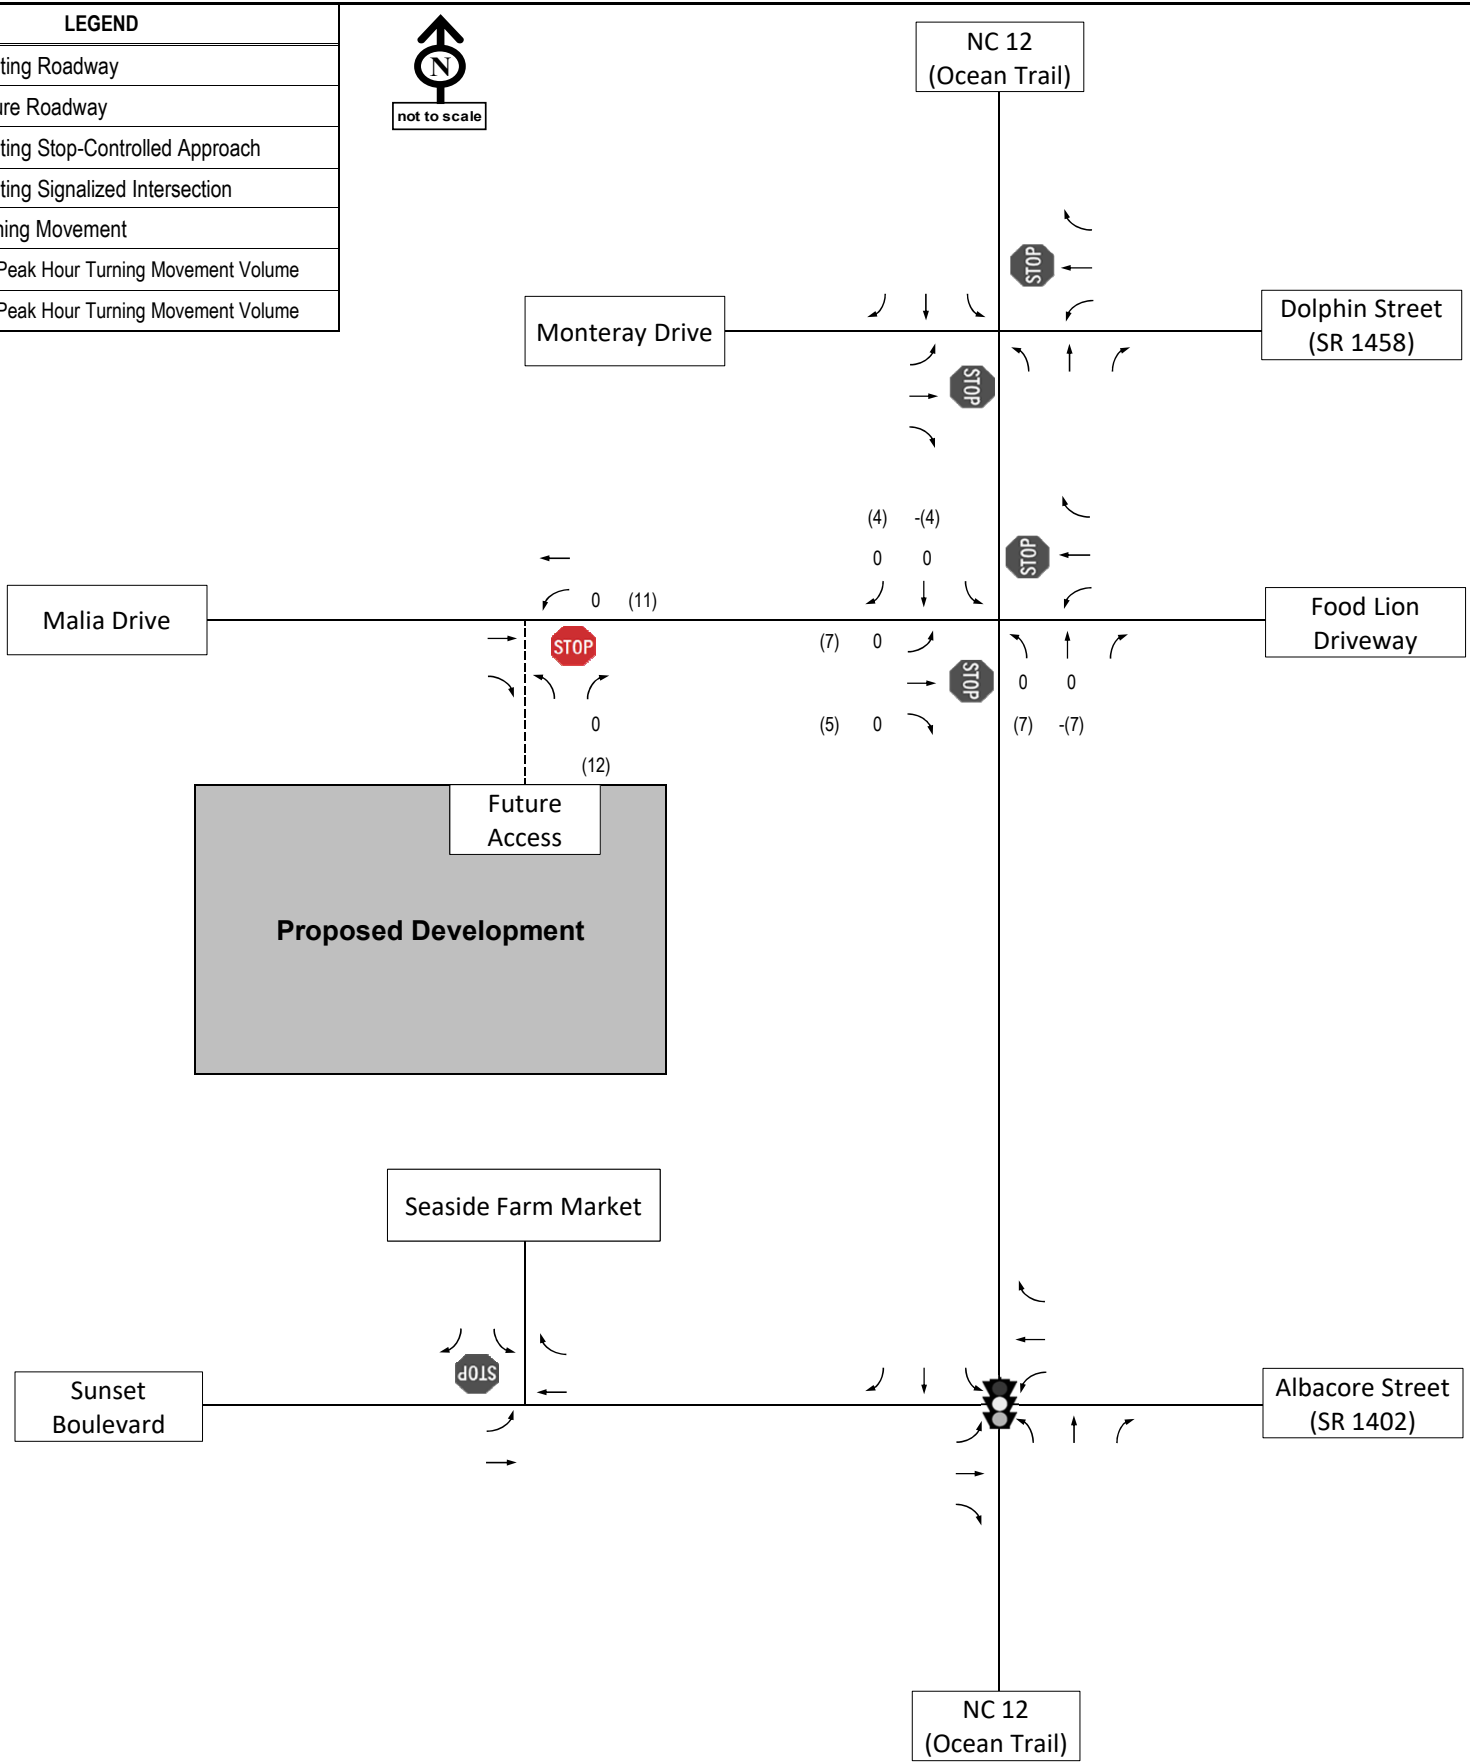 LEGEND
ting Roadway
ure Roadway
ting Stop-Controlled Approach
ting Signalized Intersection
ning Movement
Peak Hour Turning Movement Volume
Peak Hour Turning Movement Volume
N
not to scale
NC 12
(Ocean Trail)
STOP
Monteray Drive
Dolphin Street
(SR 1458)
STOP
(4) -(4)
0 0
STOP
Malia Drive
0 (11)
Food Lion
Driveway
STOP
(7) 0
STOP
0 0
0
(5) 0
(7) -(7)
(12)
Future
Access
Proposed Development
Seaside Farm Market
STOP
Sunset
Boulevard
Albacore Street
(SR 1402)
NC 12
(Ocean Trail)